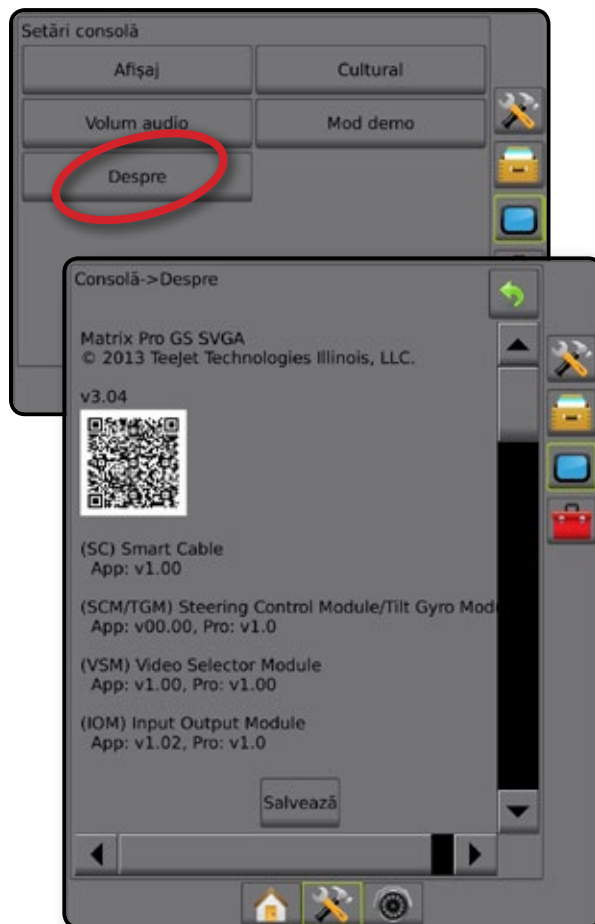 Setări consolă
Afișaj
Cultural
Volum audio
Mod demo
Despre
Consolă->Despre
Matrix Pro GS SVGA
© 2013 TeeJet Technologies Illinois, LLC.
v3.04
(SC) Smart Cable
App: v1.00
(SCM/TGM) Steering Control Module/Tilt Gyro Mod
App: v00.00, Pro: v1.0
(VSM) Video Selector Module
App: v1.00, Pro: v1.00
(IOM) Input Output Module
App: v1.02, Pro: v1.0
Salvează